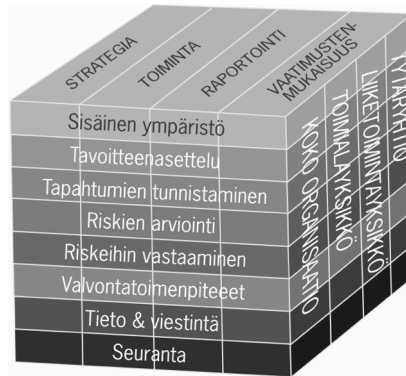 STRATEGIA
TOIMINTA
RAPORTOINTI
VAATIMUSTEN-
MUKAISUUS
Sisäinen ympäristö
Tavoitteenasettelu
Tapahtumien tunnistaminen
Riskien arviointi
Riskeihin vastaaminen
Valvontatoimenpiteet
Tieto & viestintä
Seuranta
KOKO ORGANISAATIO
TOIMIALAYKSIKKÖ
LIIKETOIMINTAYKSIKKÖ
TYTÄRYHTIÖ